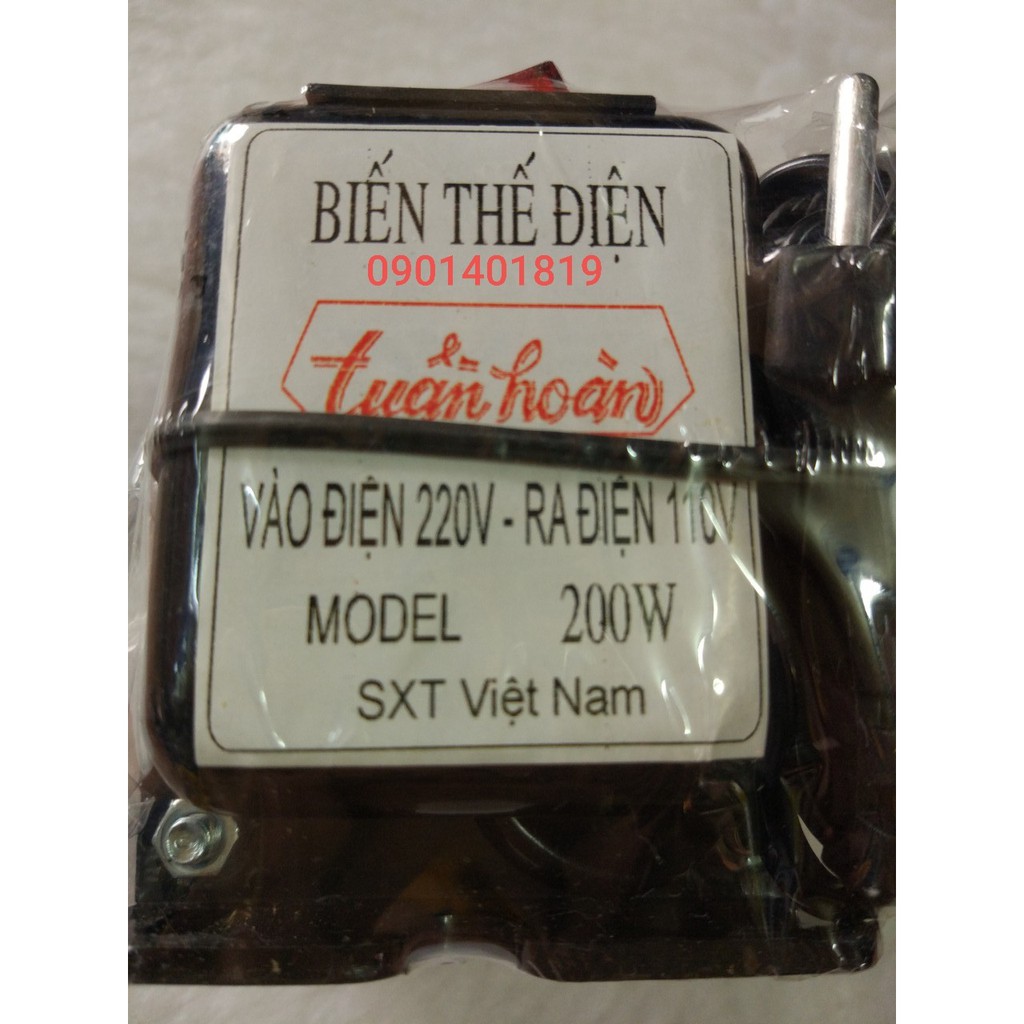 BIẾN THẾ ĐIỆN
0901401819
tuấn hoàn
VÀO ĐIỆN 220V - RA ĐIỆN 110V
MODEL 200W
SXT Việt Nam